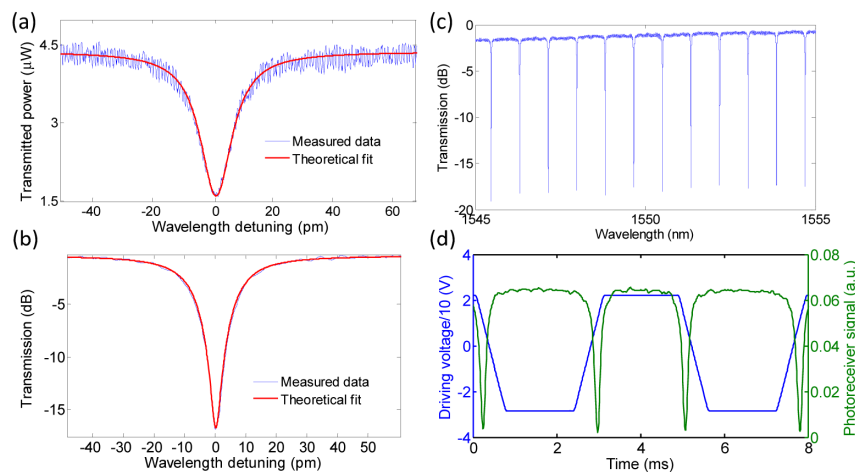 (a)
4.5
3
1.5
Transmitted power (μW)
-40 -20 0 20 40 60
Wavelength detuning (pm)
Measured data
Theoretical fit
(c)
0
-5
-10
-15
-20
Transmission (dB)
1545 1550 1555
Wavelength (nm)
(b)
-5
-10
-15
Transmission (dB)
-40 -30 -20 -10 0 10 20 30 40 50
Wavelength detuning (pm)
Measured data
Theoretical fit
(d)
4
2
0
-2
-4
Driving voltage/10 (V)
0.08
0.06
0.04
0.02
0
Photoreceiver signal (a.u.)
0 2 4 6 8
Time (ms)